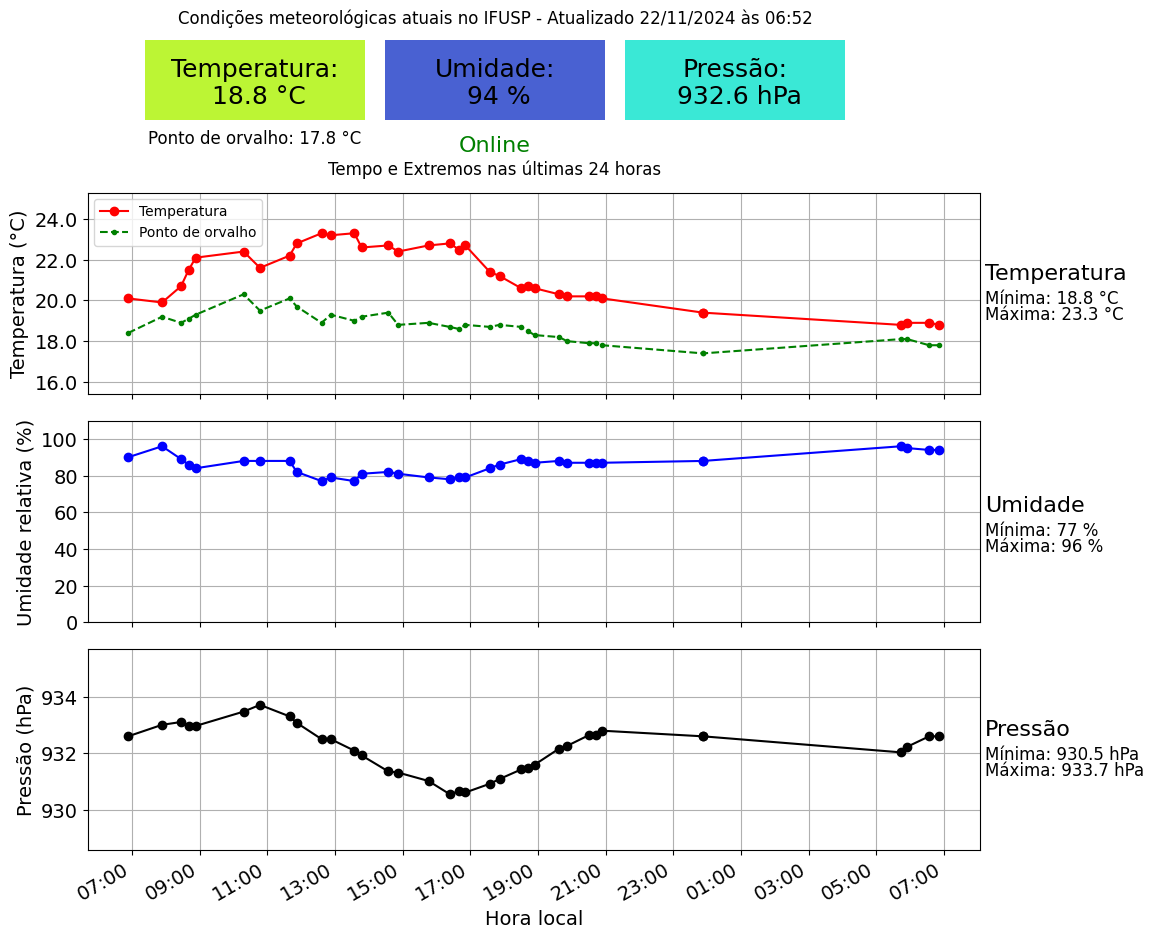 Condições meteorológicas atuais no IFUSP - Atualizado 22/11/2024 às 06:52
Temperatura:
18.8 °C
Umidade:
94 %
Pressão:
932.6 hPa
Ponto de orvalho: 17.8 °C
Online
Tempo e Extremos nas últimas 24 horas
Temperatura (°C)
24.0
22.0
20.0
18.0
16.0
Temperatura
Ponto de orvalho
Temperatura
Mínima: 18.8 °C
Máxima: 23.3 °C
Umidade relativa (%)
100
80
60
40
20
0
Umidade
Mínima: 77 %
Máxima: 96 %
Pressão (hPa)
934
932
930
Pressão
Mínima: 930.5 hPa
Máxima: 933.7 hPa
07:00 09:00 11:00 13:00 15:00 17:00 19:00 21:00 23:00 01:00 03:00 05:00 07:00
Hora local